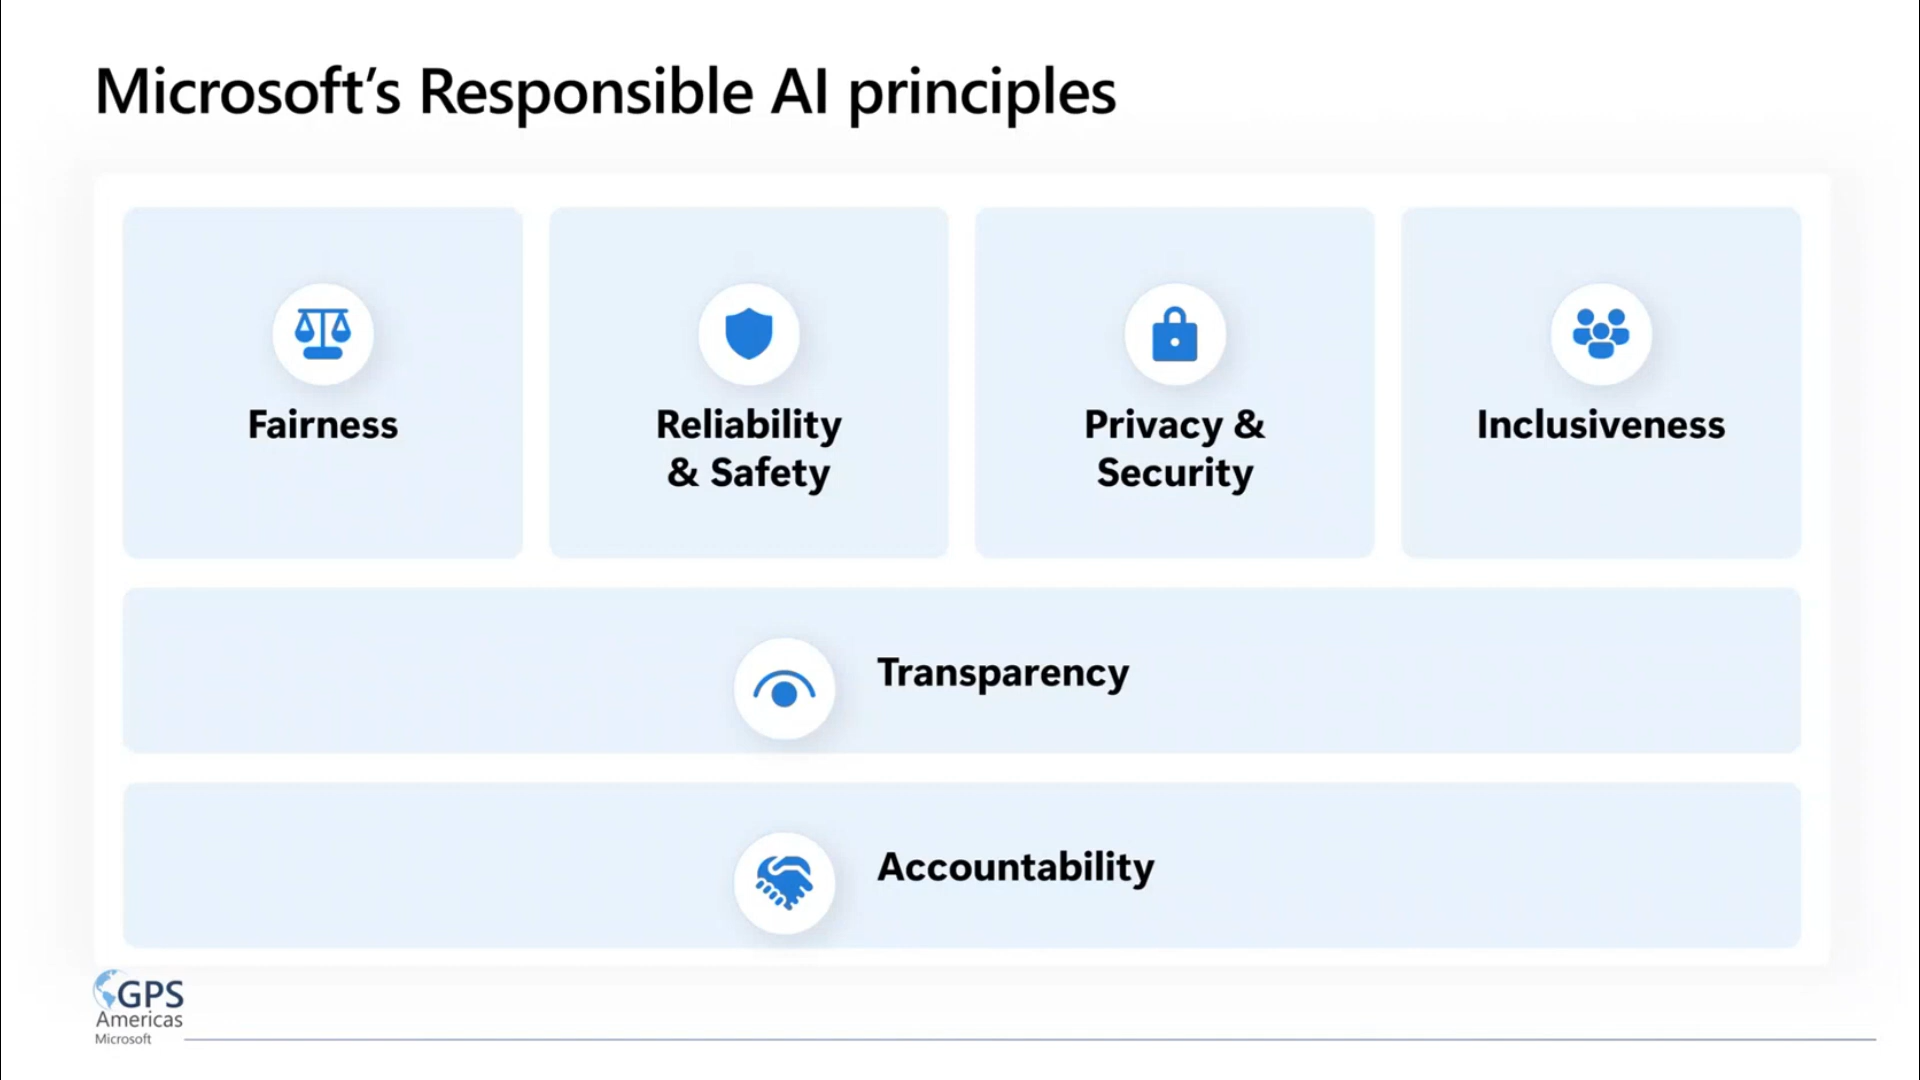 Microsoft’s Responsible AI principles
Fairness
Reliability
& Safety
Privacy &
Security
Inclusiveness
Transparency
Accountability
GPS
Americas
Microsoft